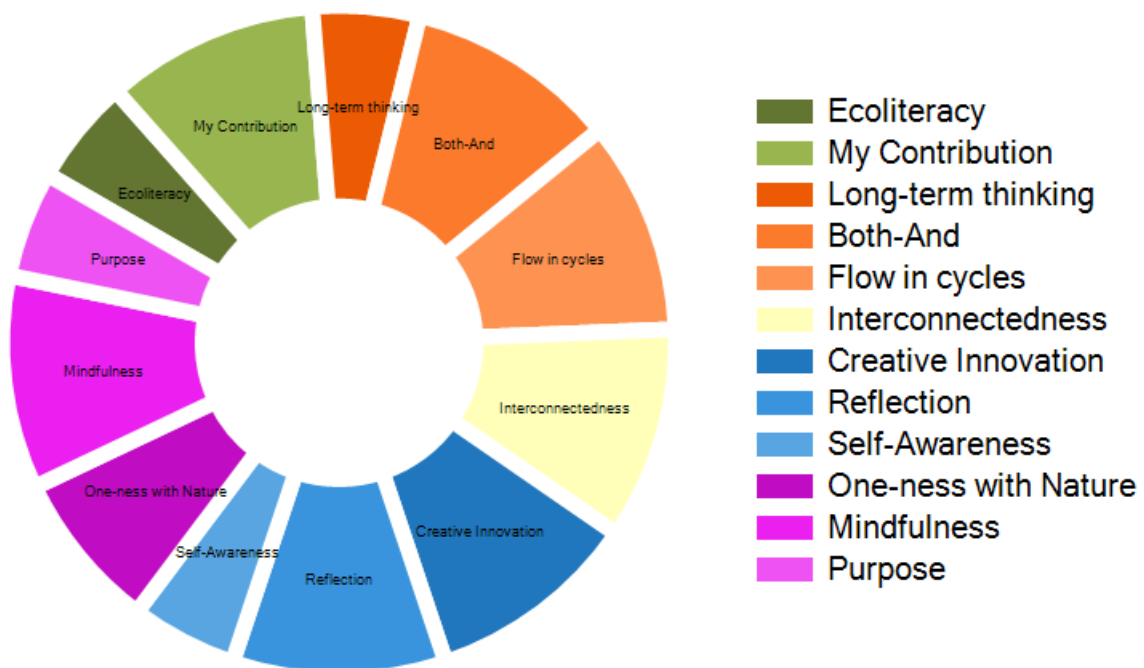 Long-term thinking
My Contribution
Both-And
Ecoliteracy
Purpose
Flow in cycles
Mindfulness
Interconnectedness
One-ness with Nature
Creative Innovation
Self-Awareness
Reflection
Ecoliteracy
My Contribution
Long-term thinking
Both-And
Flow in cycles
Interconnectedness
Creative Innovation
Reflection
Self-Awareness
One-ness with Nature
Mindfulness
Purpose